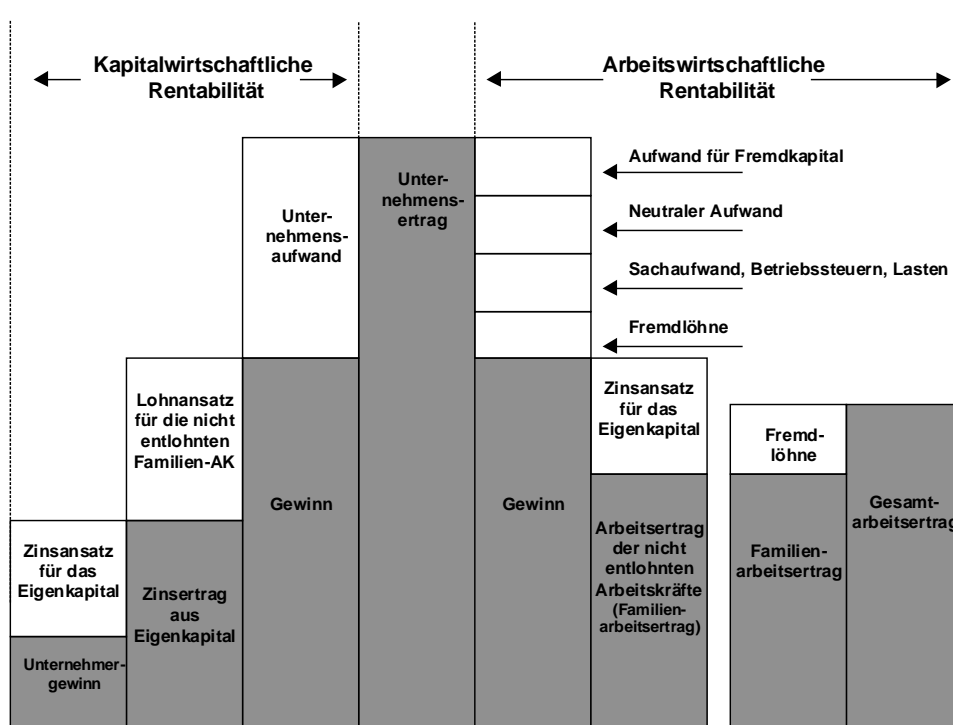 Kapitalwirtschaftliche
Rentabilität
Arbeitswirtschaftliche
Rentabilität
Unter-
nehmens-
aufwand
Unter-
nehmens-
ertrag
Aufwand für Fremdkapital
Neutraler Aufwand
Sachaufwand, Betriebssteuern, Lasten
Fremdlöhne
Lohnansatz
für die nicht
entlohnten
Familien-AK
Zinsansatz
für das
Eigenkapital
Fremd-
löhne
Gewinn
Gewinn
Gesamt-
arbeitsertrag
Zinsansatz
für das
Eigenkapital
Zinsertrag
aus
Eigenkapital
Arbeitsertrag
der nicht
entlohnten
Arbeitskräfte
(Familien-
arbeitsertrag)
Familien-
arbeitsertrag
Unternehmer-
gewinn